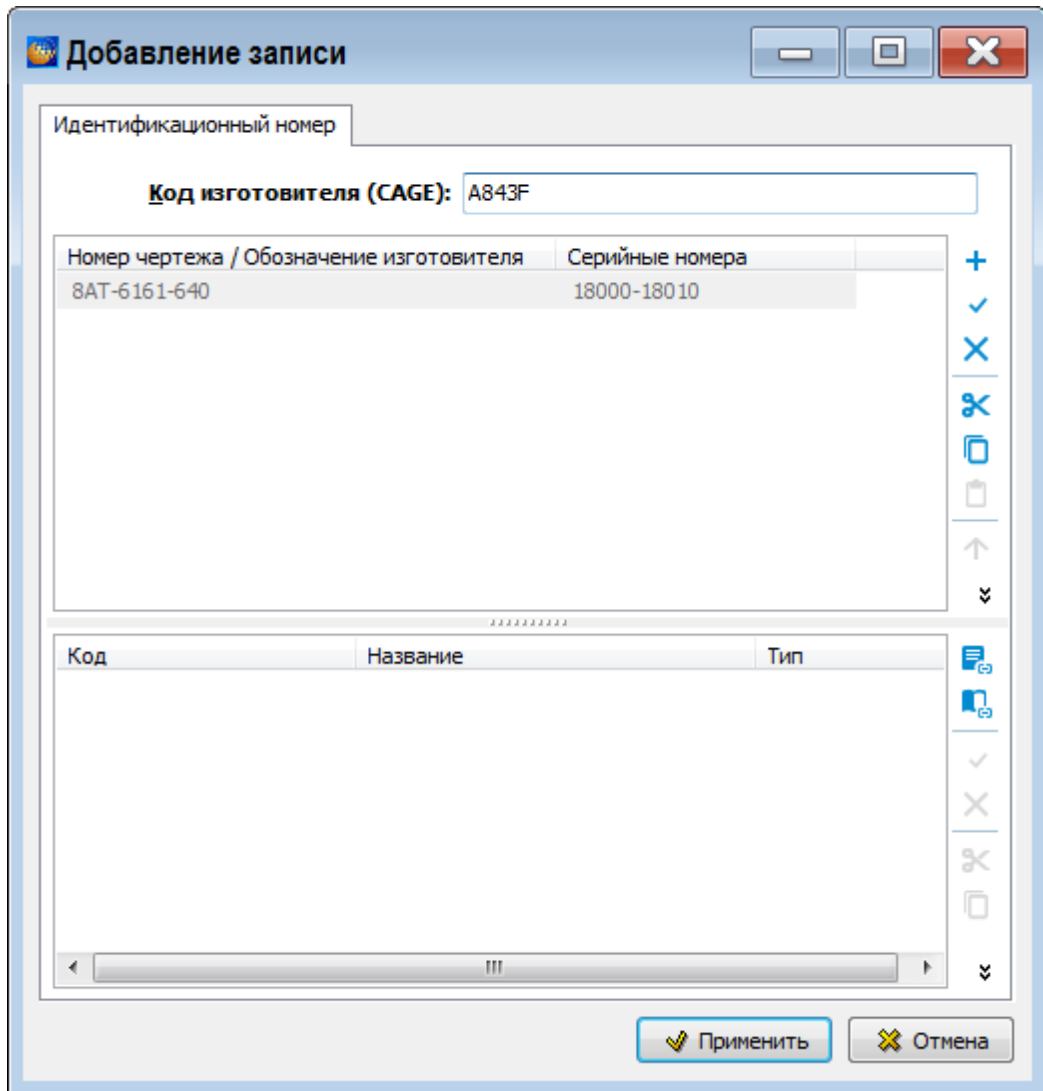 Добавление записи
Идентификационный номер
Код изготовителя (CAGE): A843F
Номер чертежа / Обозначение изготовителя Серийные номера
8АТ-6161-640 18000-18010
Код Название Тип
Применить Отмена